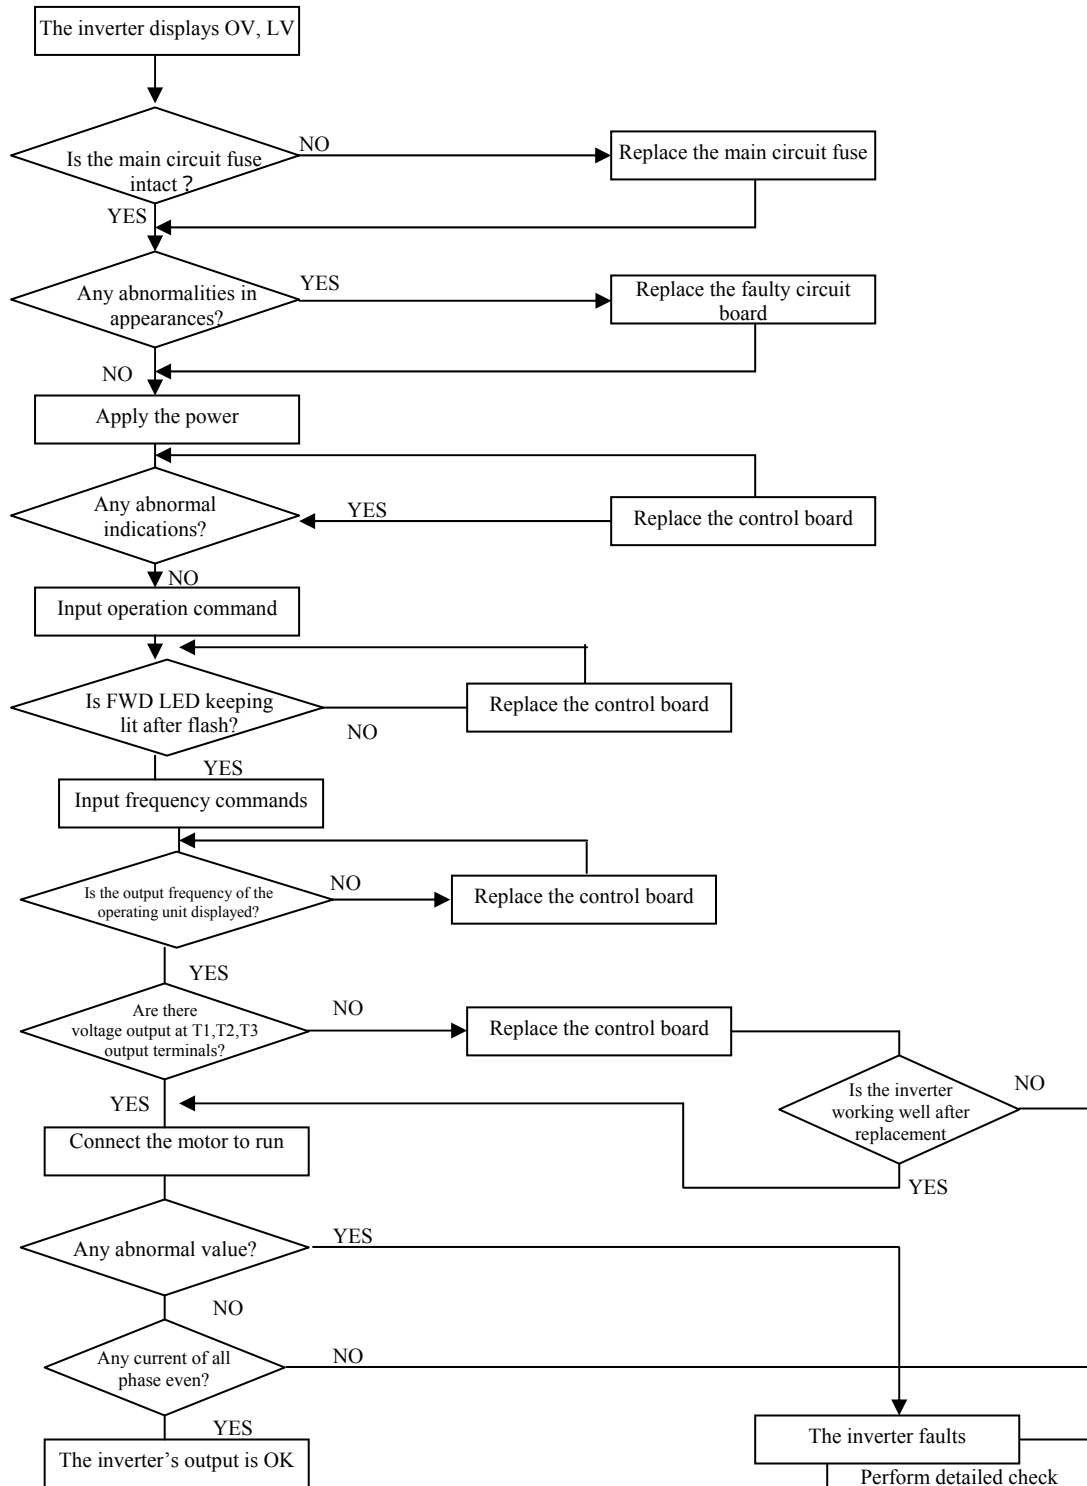 The inverter displays OV, LV
Is the main circuit fuse
intact ?
NO
Replace the main circuit fuse
YES
Any abnormalities in
appearances?
YES
Replace the faulty circuit
board
NO
Apply the power
Any abnormal
indications?
YES
Replace the control board
NO
Input operation command
Is FWD LED keeping
lit after flash?
NO
Replace the control board
YES
Input frequency commands
Is the output frequency of the
operating unit displayed?
NO
Replace the control board
YES
Are there
voltage output at T1,T2,T3
output terminals?
NO
Replace the control board
Is the inverter
working well after
replacement
NO
YES
YES
Connect the motor to run
Any abnormal value?
YES
NO
Any current of all
phase even?
NO
YES
The inverter's output is OK
The inverter faults
Perform detailed check